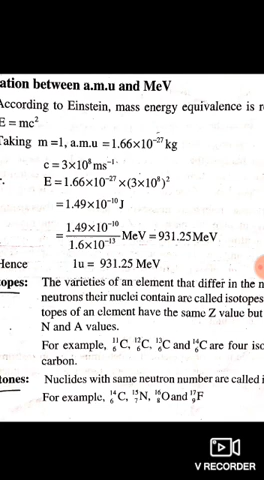 ation between a.m.u and MeV
According to Einstein, mass energy equivalence is r
E = mc²
Taking m =1, a.m.u = 1.66×10⁻²⁷ kg
c = 3×10⁸ ms⁻¹
∴ E = 1.66×10⁻²⁷ ×(3×10⁸)²
= 1.49×10⁻¹⁰ J
= 1.49×10⁻¹⁰ / 1.6×10⁻¹³ MeV = 931.25 MeV
Hence 1u = 931.25 MeV
topes: The varieties of an element that differ in the n
neutrons their nuclei contain are called isotopes
topes of an element have the same Z value but
N and A values.
For example, ¹¹₆C, ¹²₆C, ¹³₆C and ¹⁴₆C are four iso
carbon.
tones: Nuclides with same neutron number are called i
For example, ¹⁴₆C, ¹⁵₇N, ¹⁶₈O and ¹⁷₉F
V RECORDER